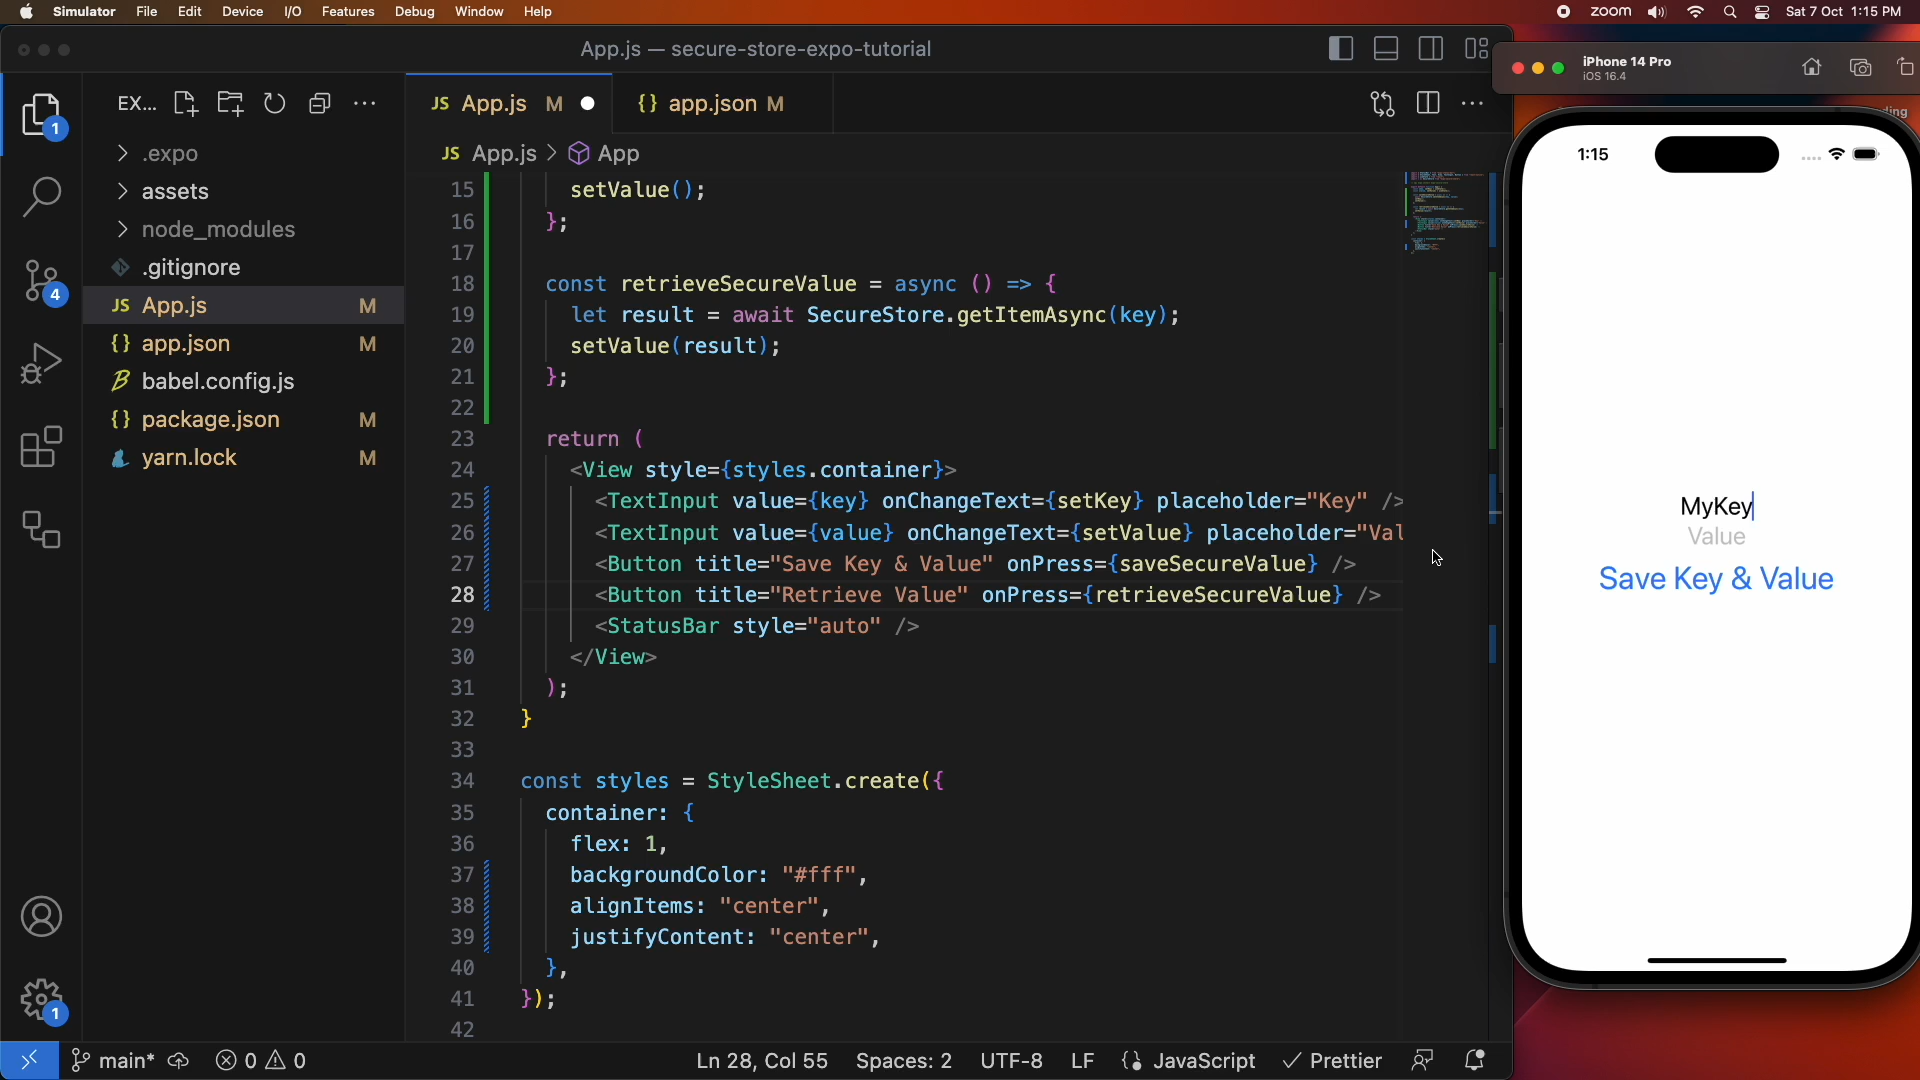 Simulator File Edit Device I/O Features Debug Window Help
zoom Sat 7 Oct 1:15 PM
App.js — secure-store-expo-tutorial
iPhone 14 Pro
iOS 16.4
EX...
JS App.js M
{} app.json M
JS App.js > App
.expo
assets
node_modules
.gitignore
JS App.js M
{} app.json M
babel.config.js
{} package.json M
yarn.lock M
1
4
1
15 setValue();
16 };
17
18 const retrieveSecureValue = async () => {
19 let result = await SecureStore.getItemAsync(key);
20 setValue(result);
21 };
22
23 return (
24 <View style={styles.container}>
25 <TextInput value={key} onChangeText={setKey} placeholder="Key" />
26 <TextInput value={value} onChangeText={setValue} placeholder="Val
27 <Button title="Save Key & Value" onPress={saveSecureValue} />
28 <Button title="Retrieve Value" onPress={retrieveSecureValue} />
29 <StatusBar style="auto" />
30 </View>
31 );
32 }
33
34 const styles = StyleSheet.create({
35 container: {
36 flex: 1,
37 backgroundColor: "#fff",
38 alignItems: "center",
39 justifyContent: "center",
40 },
41 });
42
1:15
MyKey
Value
Save Key & Value
main* 0 0
Ln 28, Col 55 Spaces: 2 UTF-8 LF {} JavaScript Prettier